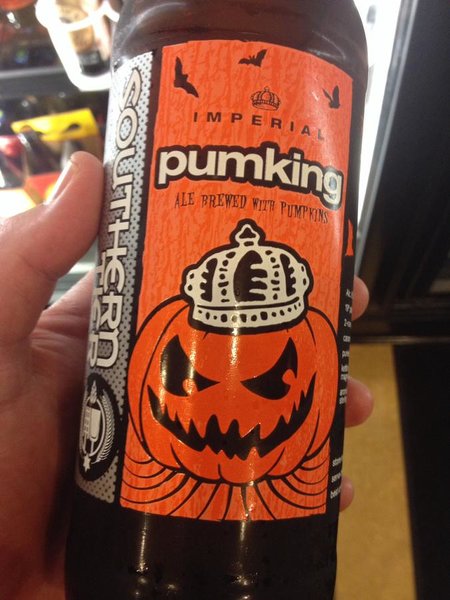 IMPERIAL
pumking
ALE BREWED WITH PUMPKINS
SOUTHERN
TIER